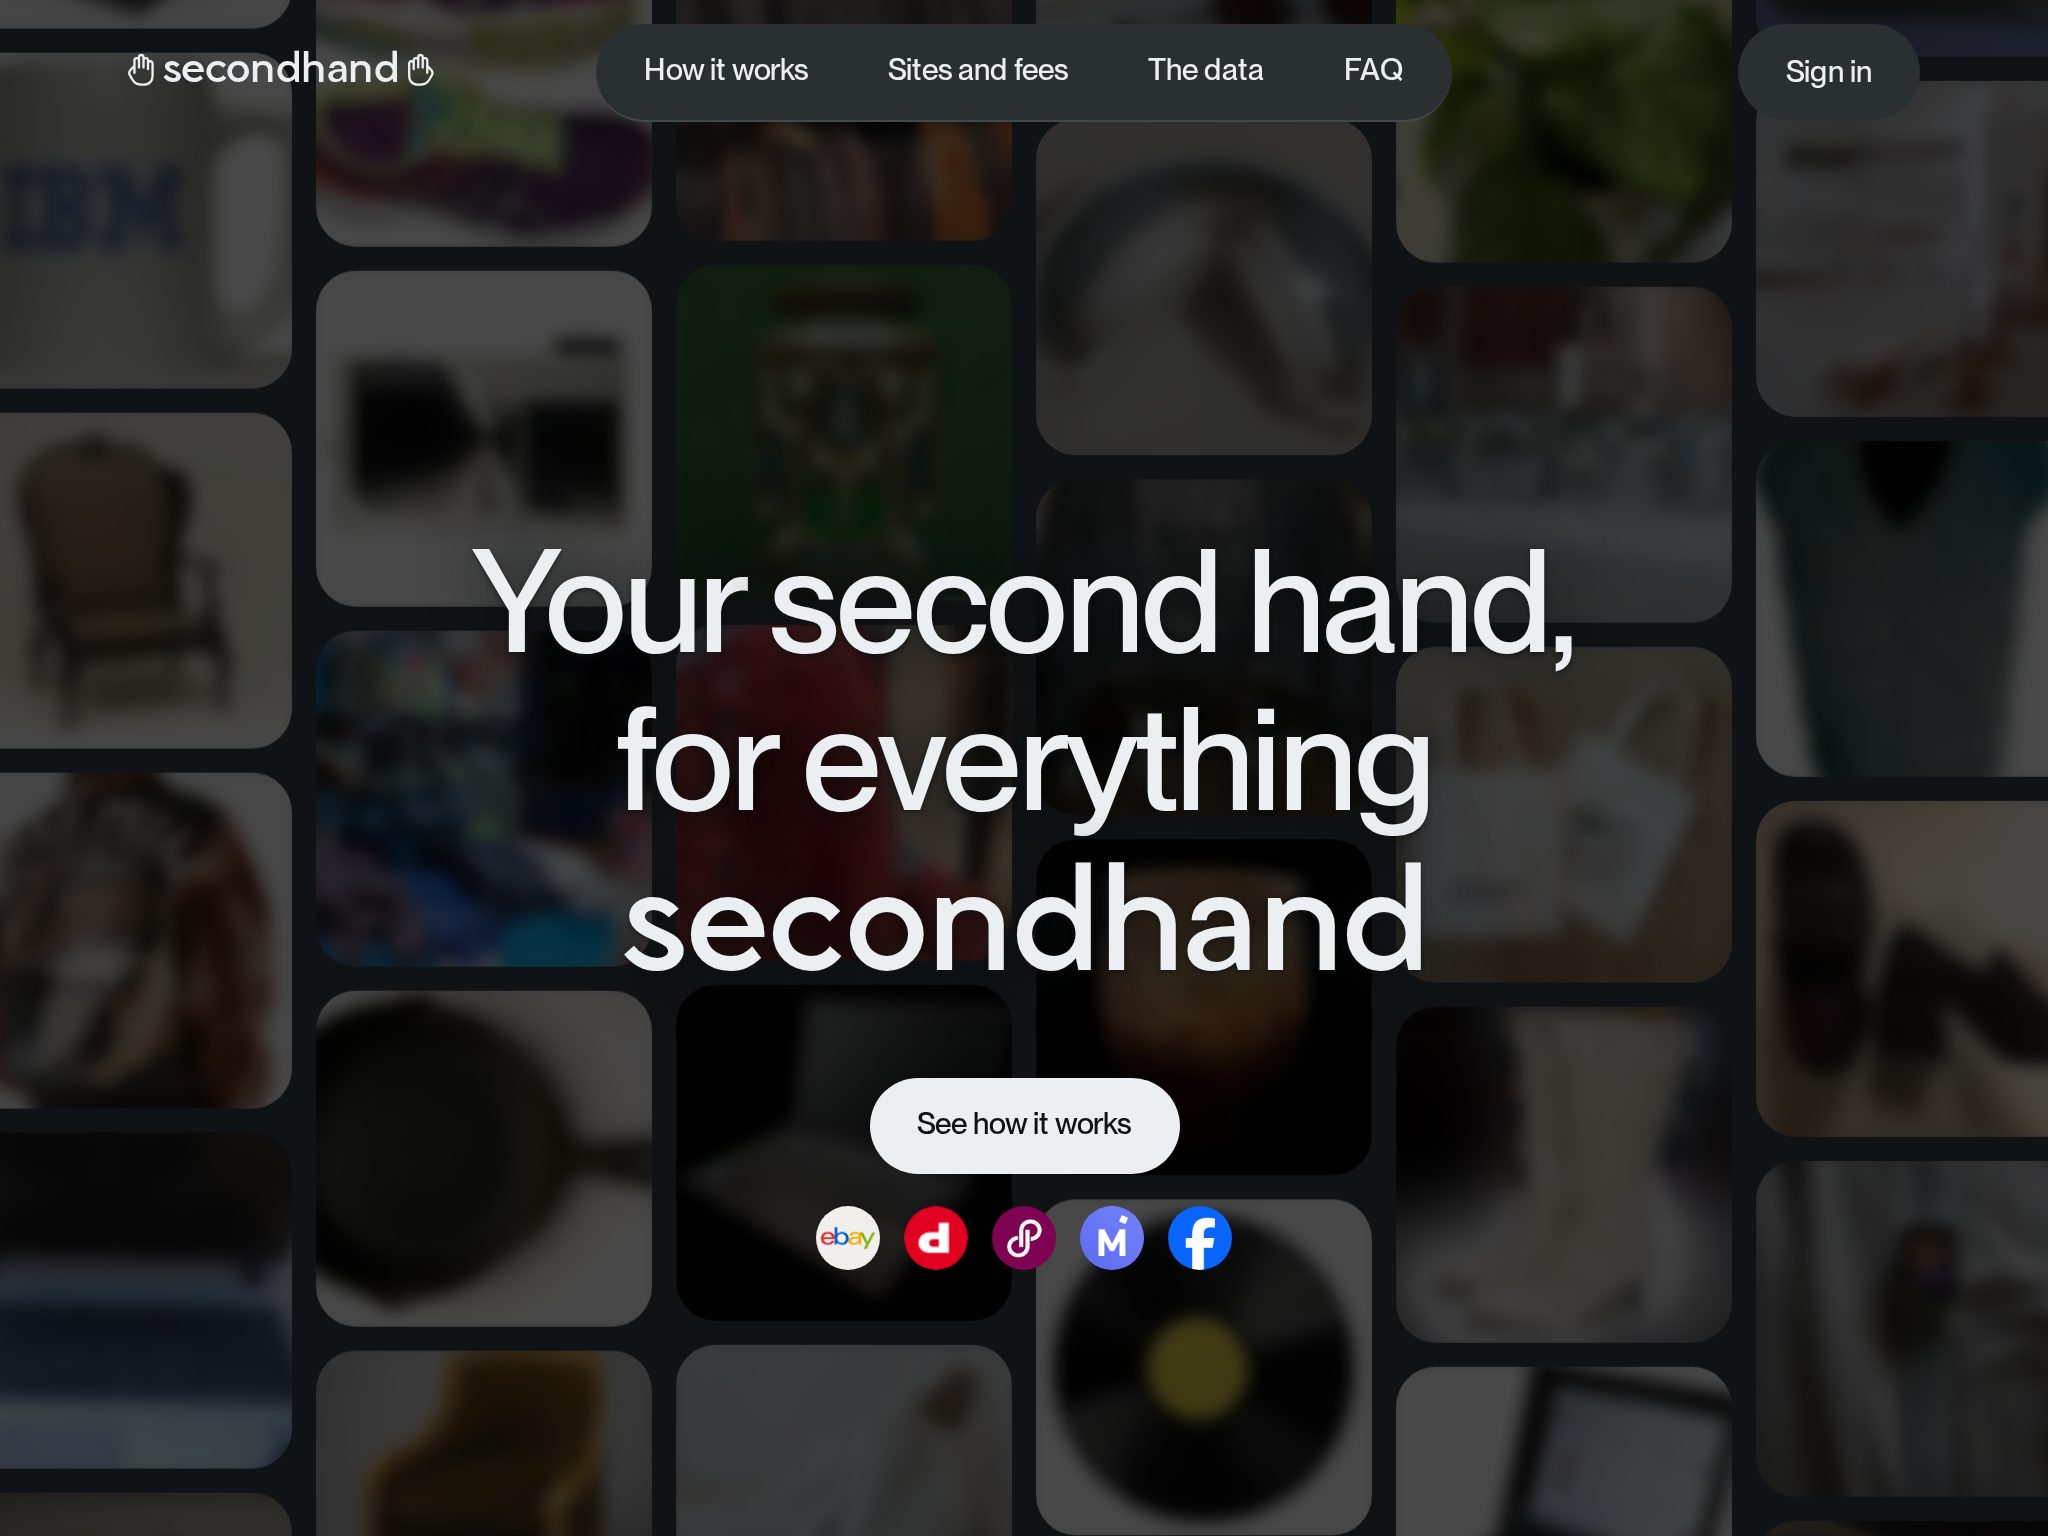 secondhand
How it works
Sites and fees
The data
FAQ
Sign in
IBM
Your second hand,
for everything
secondhand
See how it works
ebay